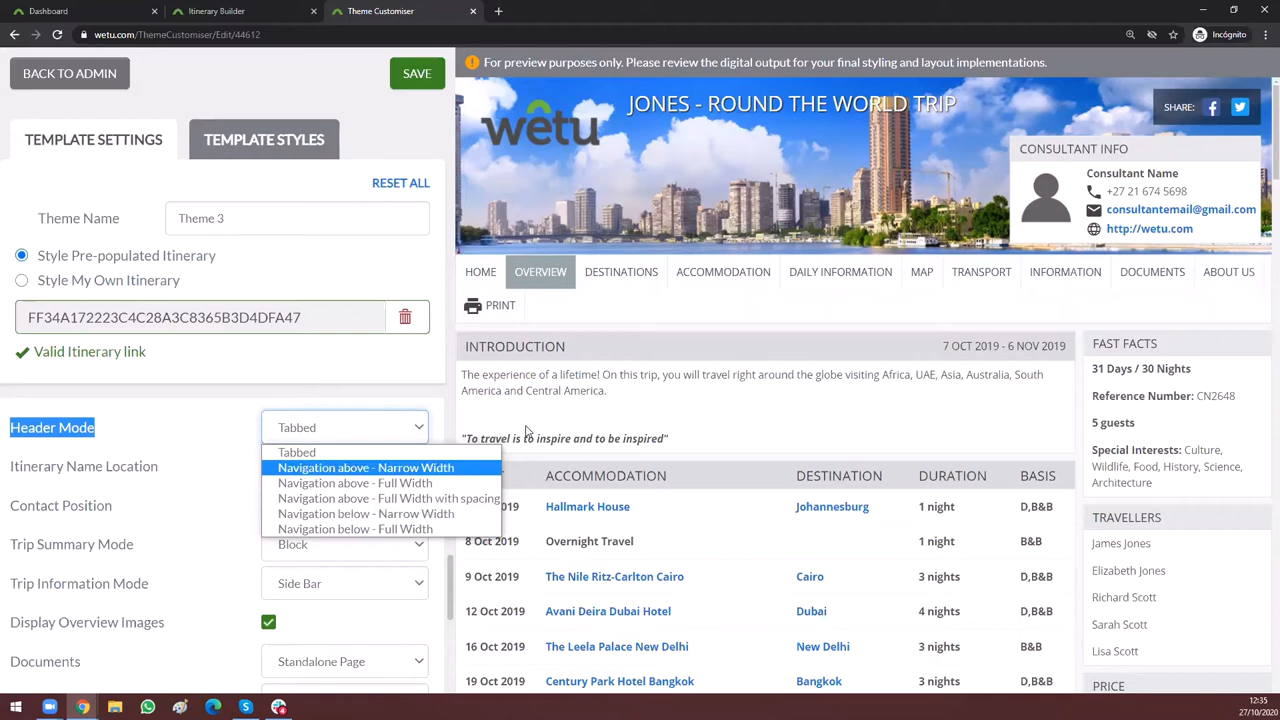 Dashboard
Itinerary Builder
Theme Customiser
wetu.com/ThemeCustomiser/Edit/44612
Incógnito
BACK TO ADMIN
SAVE
TEMPLATE SETTINGS
TEMPLATE STYLES
RESET ALL
Theme Name
Theme 3
Style Pre-populated Itinerary
Style My Own Itinerary
FF34A172223C4C28A3C8365B3D4DFA47
Valid Itinerary link
Header Mode
Tabbed
Tabbed
Navigation above - Narrow Width
Navigation above - Full Width
Navigation above - Full Width with spacing
Navigation below - Narrow Width
Navigation below - Full Width
Itinerary Name Location
Contact Position
Trip Summary Mode
Block
Trip Information Mode
Side Bar
Display Overview Images
Documents
Standalone Page
For preview purposes only. Please review the digital output for your final styling and layout implementations.
wetu
JONES - ROUND THE WORLD TRIP
SHARE:
CONSULTANT INFO
Consultant Name
+27 21 674 5698
consultantemail@gmail.com
http://wetu.com
HOME OVERVIEW DESTINATIONS ACCOMMODATION DAILY INFORMATION MAP TRANSPORT INFORMATION DOCUMENTS ABOUT US
PRINT
INTRODUCTION 7 OCT 2019 - 6 NOV 2019
The experience of a lifetime! On this trip, you will travel right around the globe visiting Africa, UAE, Asia, Australia, South
America and Central America.
"To travel is to inspire and to be inspired"
ACCOMMODATION DESTINATION DURATION BASIS
Oct 2019 Hallmark House Johannesburg 1 night D,B&B
8 Oct 2019 Overnight Travel 1 night B&B
9 Oct 2019 The Nile Ritz-Carlton Cairo Cairo 3 nights D,B&B
12 Oct 2019 Avani Deira Dubai Hotel Dubai 4 nights D,B&B
16 Oct 2019 The Leela Palace New Delhi New Delhi 3 nights D,B&B
19 Oct 2019 Century Park Hotel Bangkok Bangkok 3 nights D,B&B
FAST FACTS
31 Days / 30 Nights
Reference Number: CN2648
5 guests
Special Interests: Culture,
Wildlife, Food, History, Science,
Architecture
TRAVELLERS
James Jones
Elizabeth Jones
Richard Scott
Sarah Scott
Lisa Scott
PRICE
12:35
27/10/2020